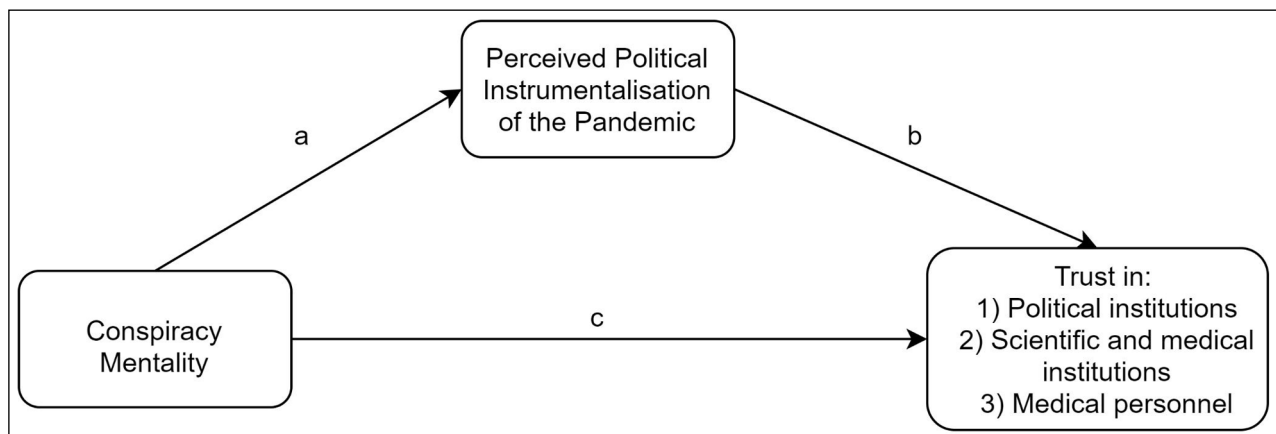 Perceived Political
Instrumentalisation
of the Pandemic
a
b
Conspiracy
Mentality
c
Trust in:
1) Political institutions
2) Scientific and medical
institutions
3) Medical personnel